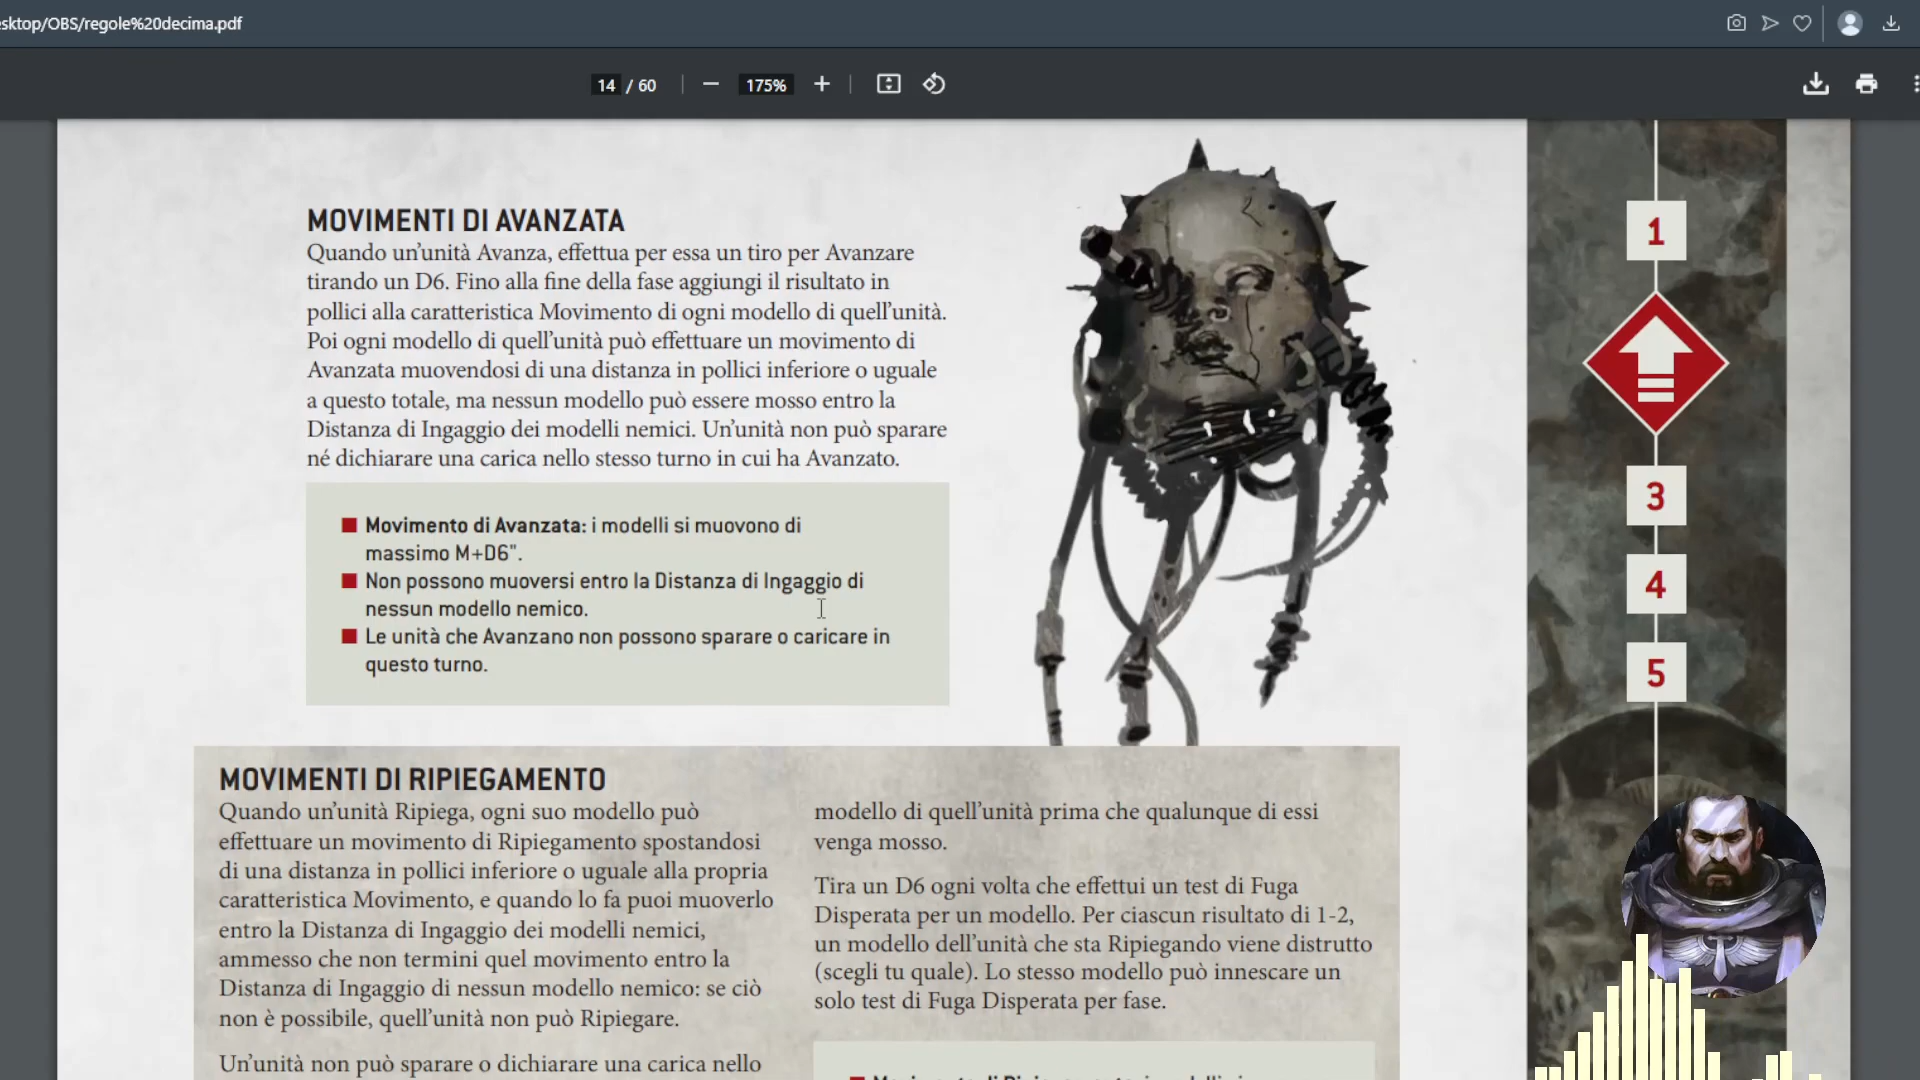 esktop/OBS/regole%20decima.pdf
14 / 60
175%
MOVIMENTI DI AVANZATA
Quando un'unità Avanza, effettua per essa un tiro per Avanzare
tirando un D6. Fino alla fine della fase aggiungi il risultato in
pollici alla caratteristica Movimento di ogni modello di quell'unità.
Poi ogni modello di quell'unità può effettuare un movimento di
Avanzata muovendosi di una distanza in pollici inferiore o uguale
a questo totale, ma nessun modello può essere mosso entro la
Distanza di Ingaggio dei modelli nemici. Un'unità non può sparare
né dichiarare una carica nello stesso turno in cui ha Avanzato.
Movimento di Avanzata: i modelli si muovono di
massimo M+D6".
Non possono muoversi entro la Distanza di Ingaggio di
nessun modello nemico.
Le unità che Avanzano non possono sparare o caricare in
questo turno.
MOVIMENTI DI RIPIEGAMENTO
Quando un'unità Ripiega, ogni suo modello può
effettuare un movimento di Ripiegamento spostandosi
di una distanza in pollici inferiore o uguale alla propria
caratteristica Movimento, e quando lo fa puoi muoverlo
entro la Distanza di Ingaggio dei modelli nemici,
ammesso che non termini quel movimento entro la
Distanza di Ingaggio di nessun modello nemico: se ciò
non è possibile, quell'unità non può Ripiegare.
Un'unità non può sparare o dichiarare una carica nello
modello di quell'unità prima che qualunque di essi
venga mosso.
Tira un D6 ogni volta che effettui un test di Fuga
Disperata per un modello. Per ciascun risultato di 1-2,
un modello dell'unità che sta Ripiegando viene distrutto
(scegli tu quale). Lo stesso modello può innescare un
solo test di Fuga Disperata per fase.
1
3
4
5